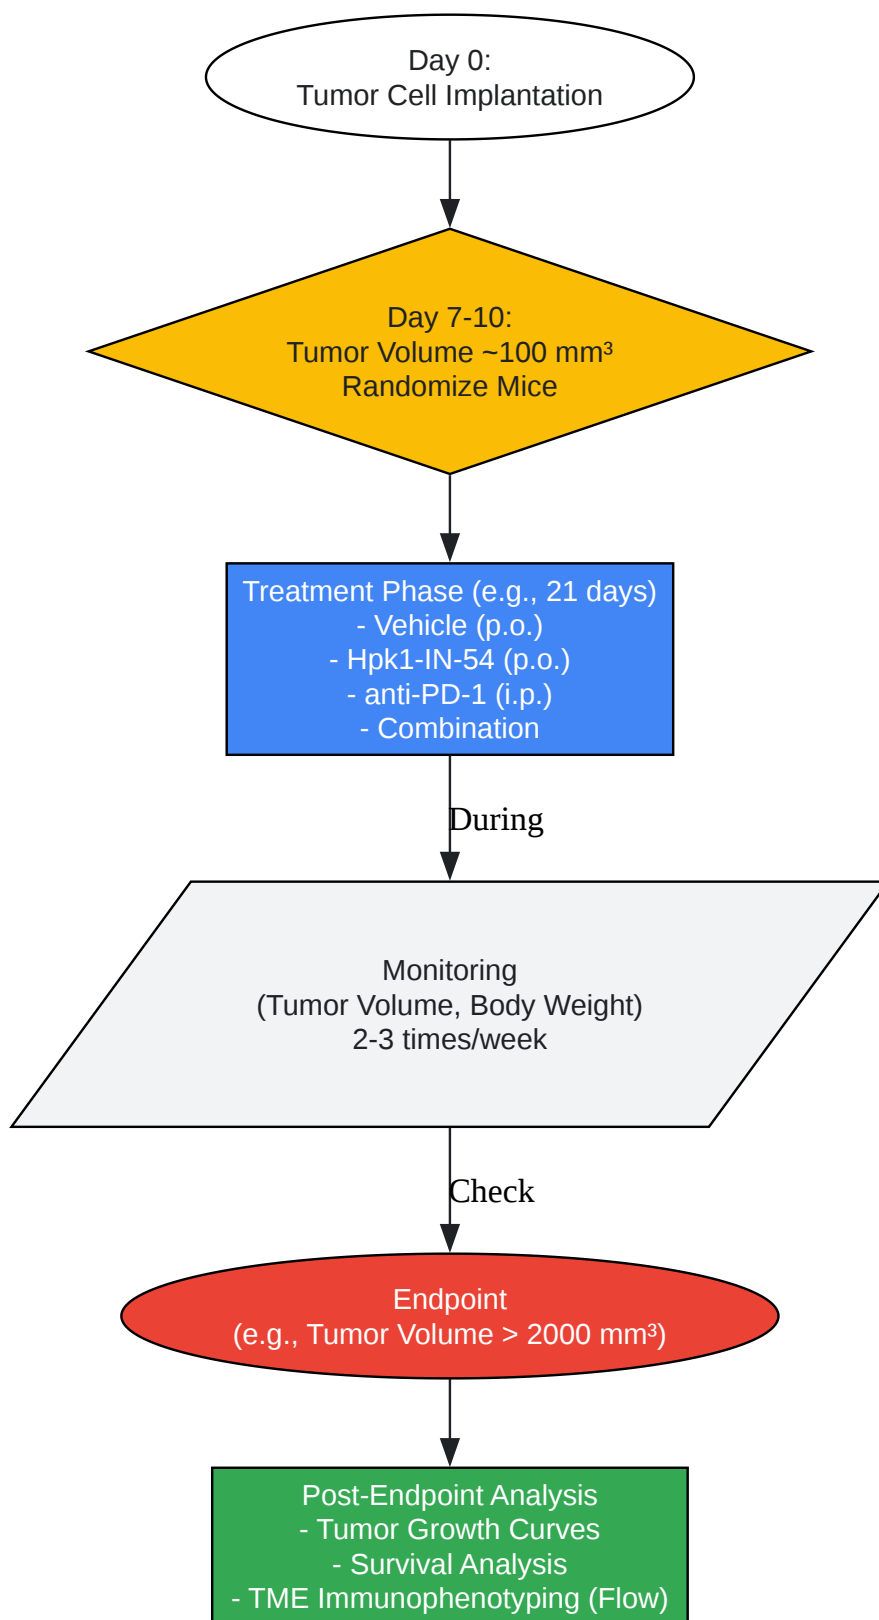 Day 0:
Tumor Cell Implantation
Day 7-10:
Tumor Volume ~100 mm³
Randomize Mice
Treatment Phase (e.g., 21 days)
- Vehicle (p.o.)
- Hpk1-IN-54 (p.o.)
- anti-PD-1 (i.p.)
- Combination
During
Monitoring
(Tumor Volume, Body Weight)
2-3 times/week
Check
Endpoint
(e.g., Tumor Volume > 2000 mm³)
Post-Endpoint Analysis
- Tumor Growth Curves
- Survival Analysis
- TME Immunophenotyping (Flow)